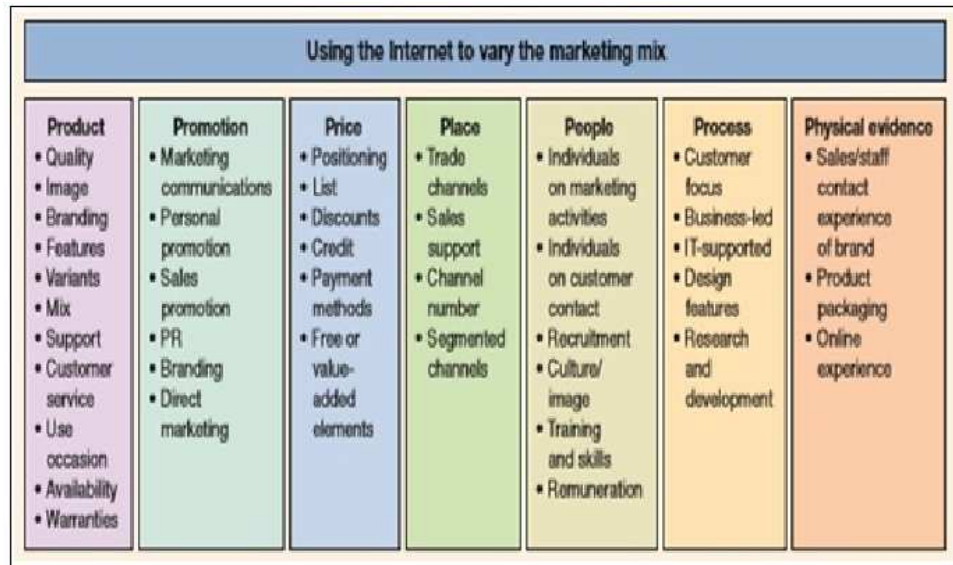 Using the Internet to vary the marketing mix
Product
• Quality
• Image
• Branding
• Features
• Variants
• Mix
• Support
• Customer
service
• Use
occasion
• Availability
• Warranties
Promotion
• Marketing
communications
• Personal
promotion
• Sales
promotion
• PR
• Branding
• Direct
marketing
Price
• Positioning
• List
• Discounts
• Credit
• Payment
methods
• Free or
value-
added
elements
Place
• Trade
channels
• Sales
support
• Channel
number
• Segmented
channels
People
• Individuals
on marketing
activities
• Individuals
on customer
contact
• Recruitment
• Culture/
image
• Training
and skills
• Remuneration
Process
• Customer
focus
• Business-led
• IT-supported
• Design
features
• Research
and
development
Physical evidence
• Sales/staff
contact
experience
of brand
• Product
packaging
• Online
experience